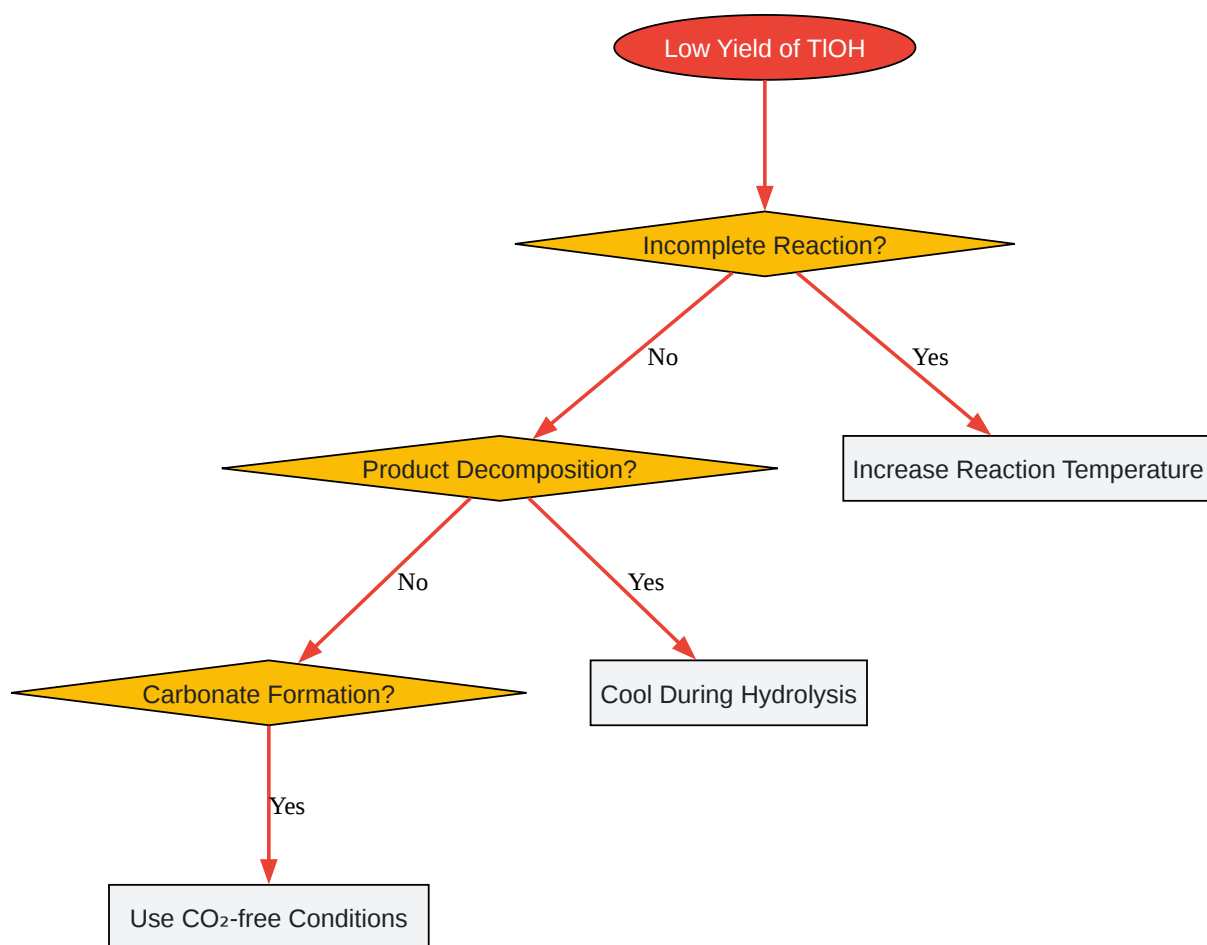 Low Yield of TlOH
Incomplete Reaction?
No
Yes
Product Decomposition?
Increase Reaction Temperature
No
Yes
Carbonate Formation?
Cool During Hydrolysis
Yes
Use CO₂-free Conditions